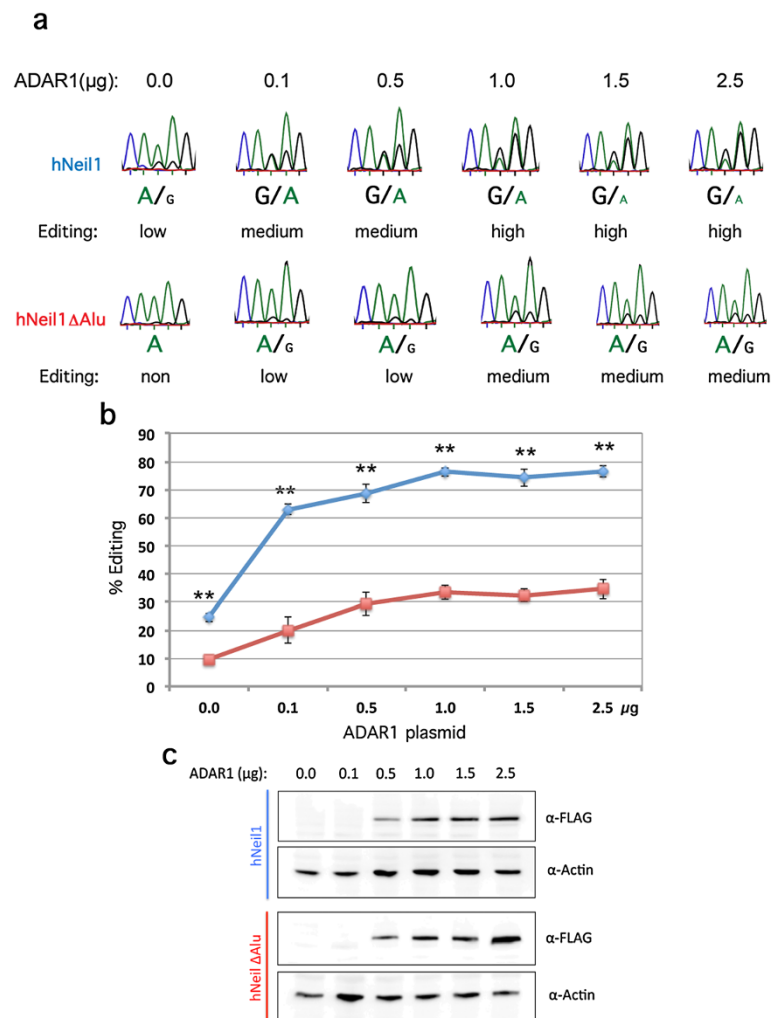 a
ADAR1(µg): 0.0 0.1 0.5 1.0 1.5 2.5
hNeil1
A/G G/A G/A G/A G/A G/A
Editing: low medium medium high high high
hNeil1ΔAlu
A A/G A/G A/G A/G A/G
Editing: non low low medium medium medium
b
90
80
70
60
50
40
30
20
10
0
% Editing
** ** ** ** ** **
0.0 0.1 0.5 1.0 1.5 2.5 µg
ADAR1 plasmid
c
ADAR1 (µg): 0.0 0.1 0.5 1.0 1.5 2.5
hNeil1
α-FLAG
α-Actin
hNeil ΔAlu
α-FLAG
α-Actin